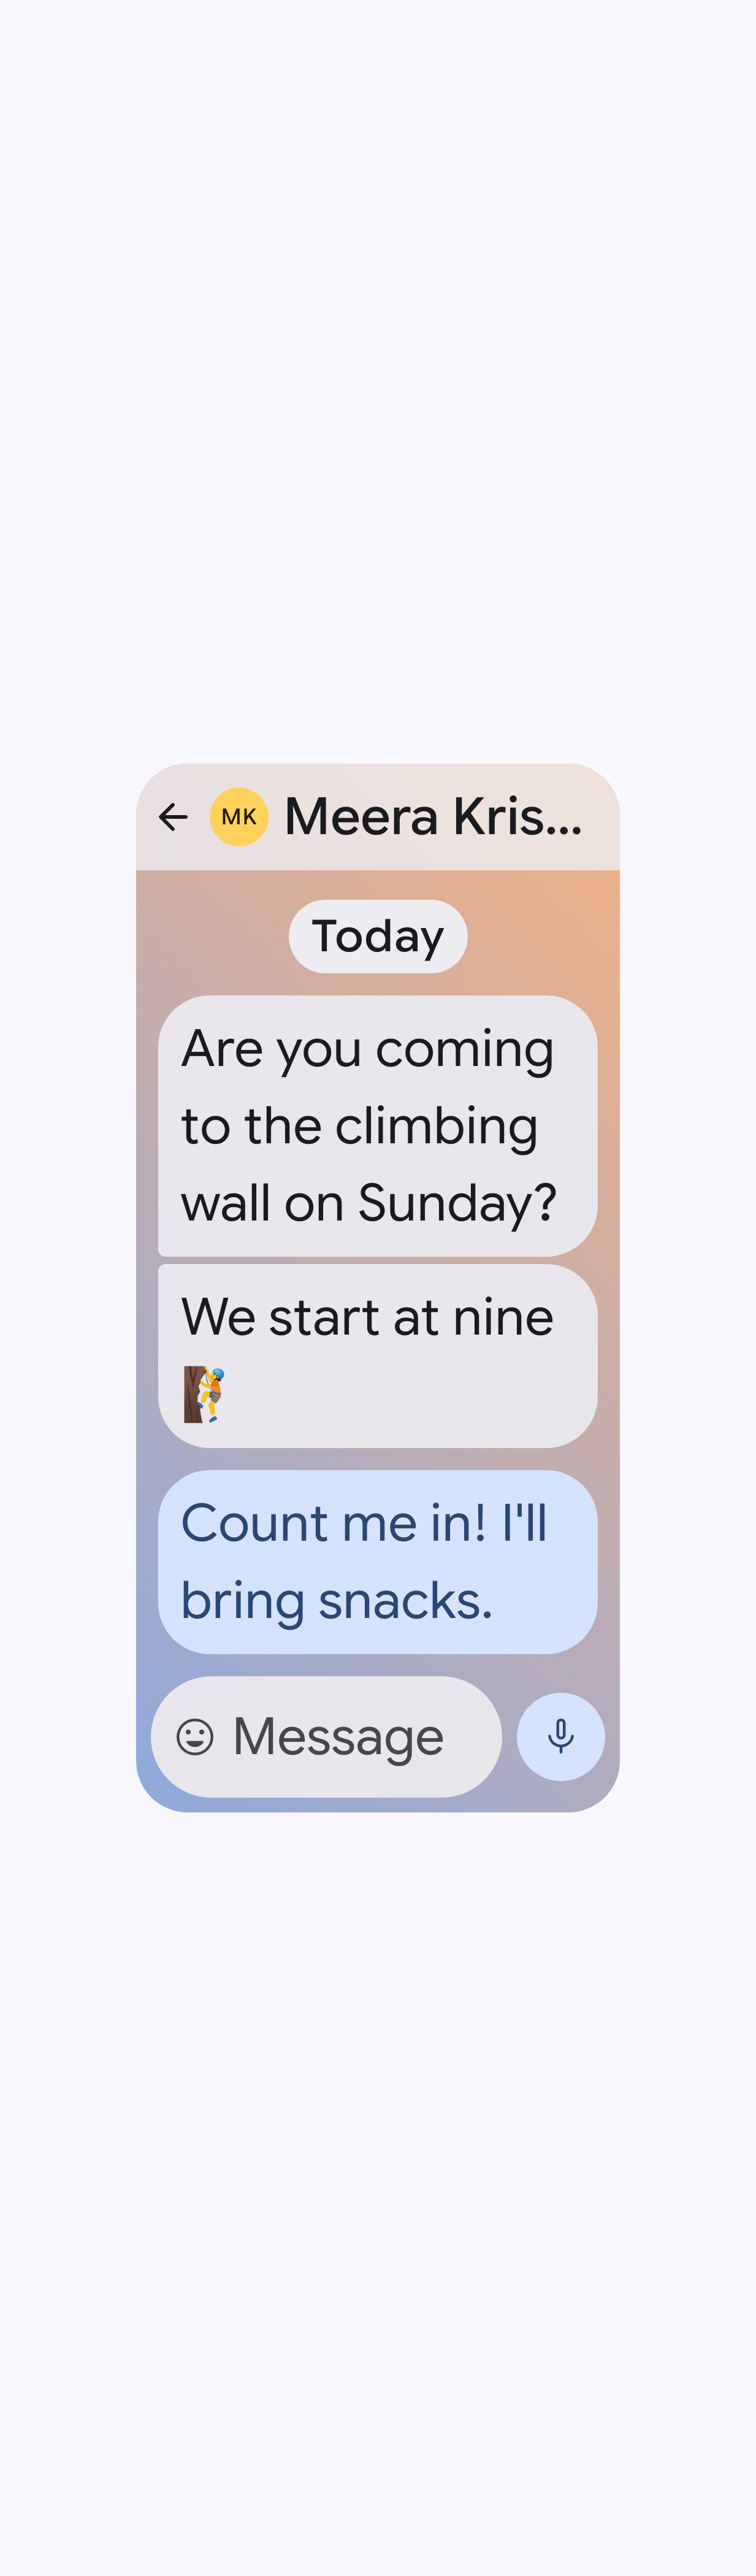 MK Meera Kris...
Today
Are you coming
to the climbing
wall on Sunday?
We start at nine
🧗
Count me in! I'll
bring snacks.
Message